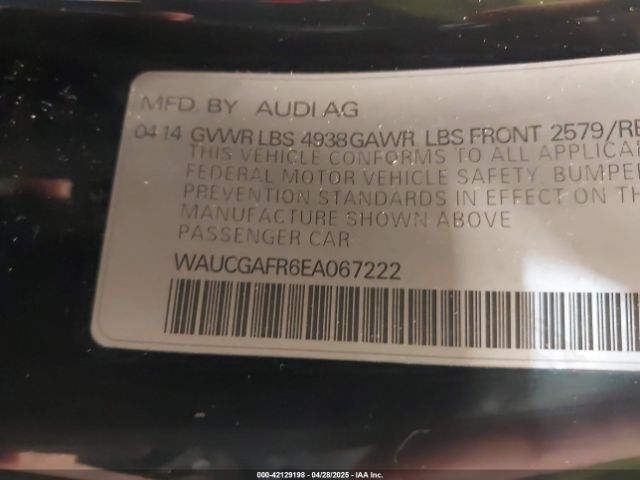 MFD. BY AUDI AG
04 14 GVWR LBS 4938 GAWR LBS FRONT 2579/RE
THIS VEHICLE CONFORMS TO ALL APPLICA
FEDERAL MOTOR VEHICLE SAFETY, BUMPER
PREVENTION STANDARDS IN EFFECT ON TH
MANUFACTURE SHOWN ABOVE
PASSENGER CAR
WAUCGAFR6EA067222
000-42129198 - 04/28/2025 - IAA Inc.